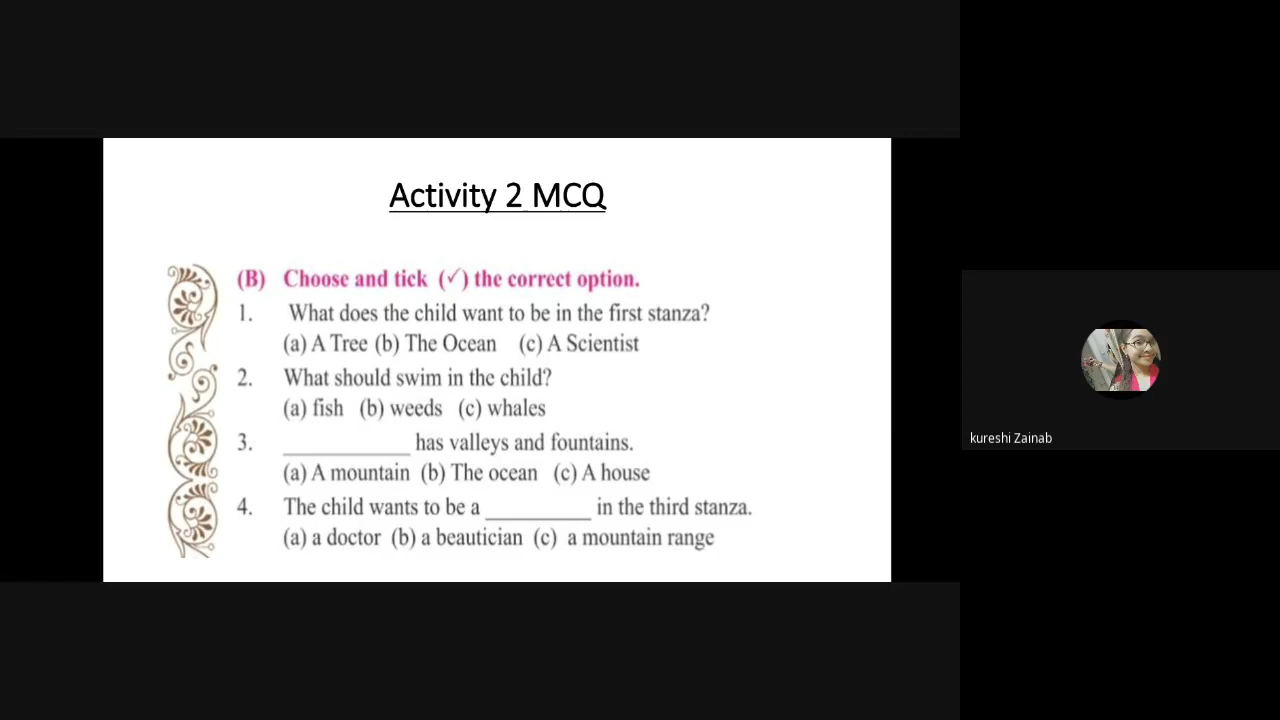 Activity 2 MCQ
(B) Choose and tick (✓) the correct option.
1. What does the child want to be in the first stanza?
(a) A Tree (b) The Ocean (c) A Scientist
2. What should swim in the child?
(a) fish (b) weeds (c) whales
3. __________ has valleys and fountains.
(a) A mountain (b) The ocean (c) A house
4. The child wants to be a __________ in the third stanza.
(a) a doctor (b) a beautician (c) a mountain range
kureshi Zainab